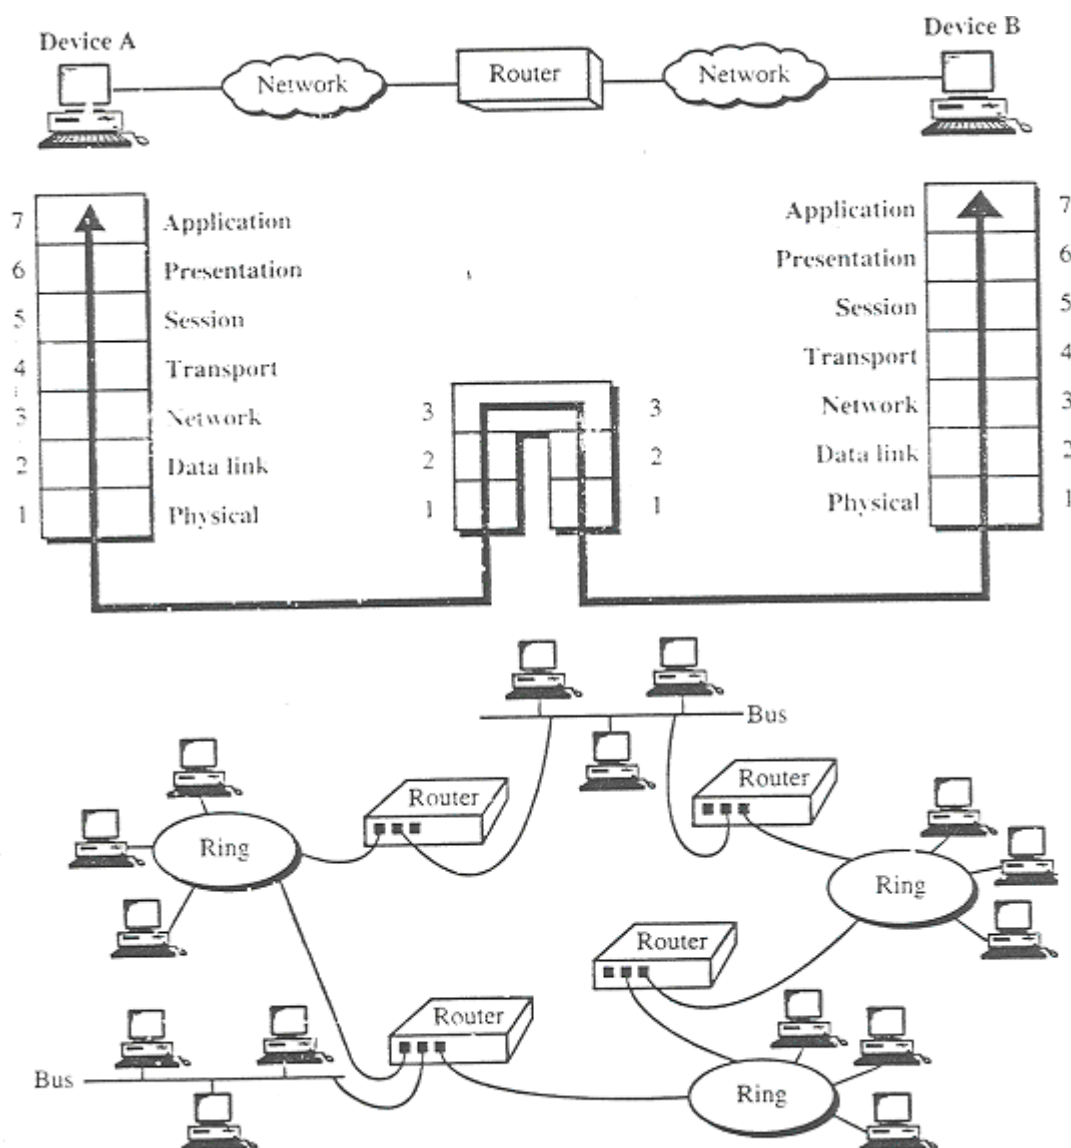 Device A
Device B
Network
Router
Network
7 Application
6 Presentation
5 Session
4 Transport
3 Network
2 Data link
1 Physical
3 3
2 2
1 1
Application 7
Presentation 6
Session 5
Transport 4
Network 3
Data link 2
Physical 1
Bus
Router
Router
Ring
Ring
Router
Router
Bus
Ring